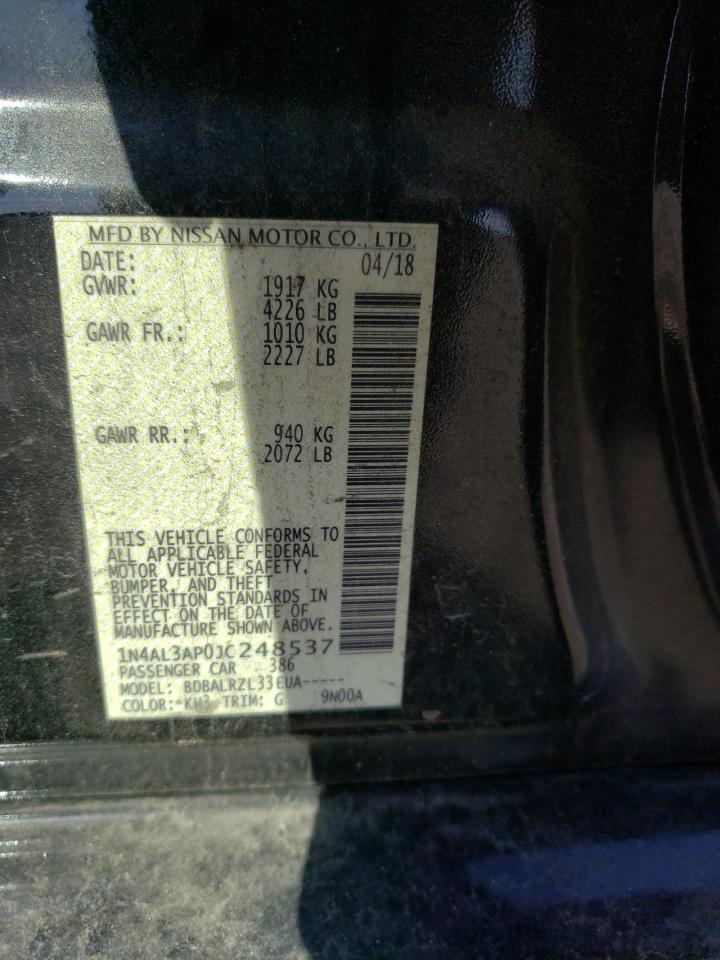 MFD BY NISSAN MOTOR CO., LTD.
DATE: 04/18
GVWR: 1917 KG
4226 LB
GAWR FR.: 1010 KG
2227 LB
GAWR RR.: 940 KG
2072 LB
THIS VEHICLE CONFORMS TO
ALL APPLICABLE FEDERAL
MOTOR VEHICLE SAFETY,
BUMPER, AND THEFT
PREVENTION STANDARDS IN
EFFECT ON THE DATE OF
MANUFACTURE SHOWN ABOVE.
1N4AL3AP0JC248537
PASSENGER CAR 386
MODEL: BDBALRZL33EUA-----
COLOR: KH3 TRIM: G 9N00A